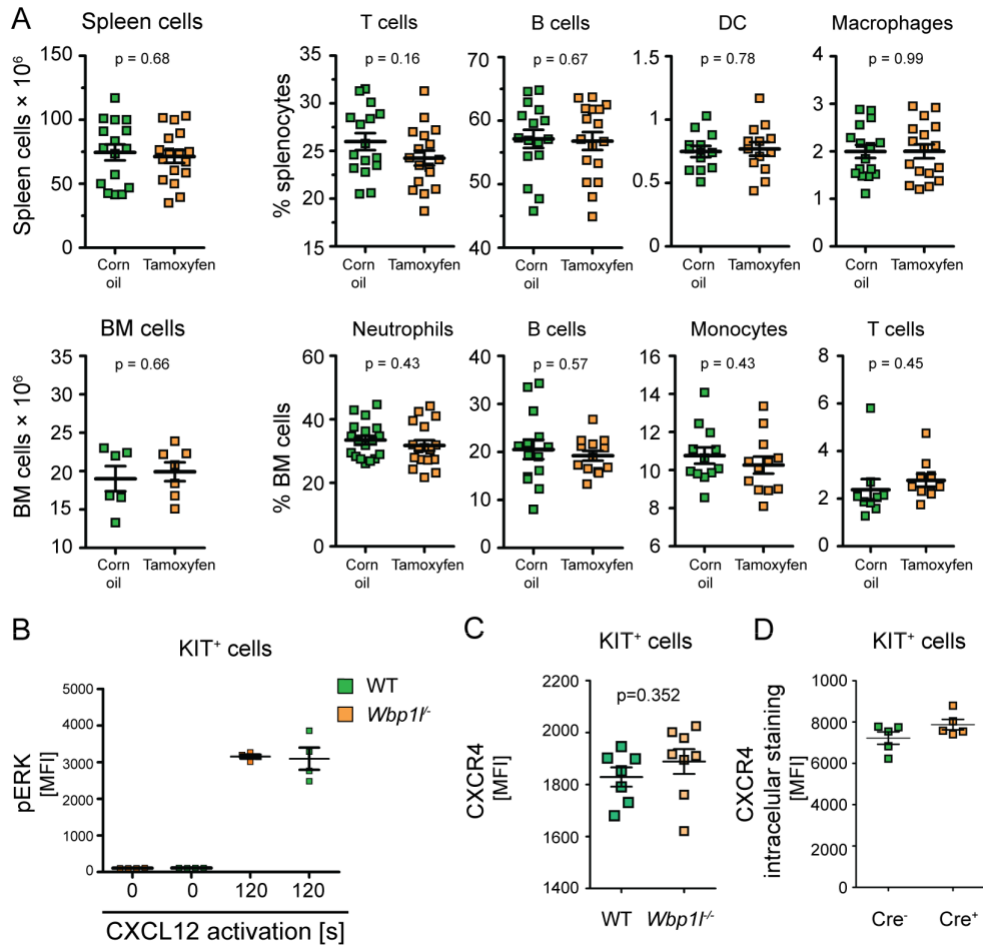 A
Spleen cells
T cells
B cells
DC
Macrophages
Spleen cells × 10⁶
150
100
50
0
p = 0.68
Corn oil
Tamoxyfen
% splenocytes
35
30
25
20
15
p = 0.16
Corn oil
Tamoxyfen
70
60
50
40
p = 0.67
Corn oil
Tamoxyfen
1.5
1
0.5
0
p = 0.78
Corn oil
Tamoxyfen
4
3
2
1
0
p = 0.99
Corn oil
Tamoxyfen
BM cells
Neutrophils
B cells
Monocytes
T cells
BM cells × 10⁶
35
30
25
20
15
10
p = 0.66
Corn oil
Tamoxyfen
% BM cells
60
40
20
0
p = 0.43
Corn oil
Tamoxyfen
40
30
20
10
0
p = 0.57
Corn oil
Tamoxyfen
16
14
12
10
8
6
p = 0.43
Corn oil
Tamoxyfen
8
6
4
2
0
p = 0.45
Corn oil
Tamoxyfen
B
KIT⁺ cells
WT
Wbp1l⁻/⁻
pERK
[MFI]
5000
4000
3000
2000
1000
0
0
0
120
120
CXCL12 activation [s]
C
KIT⁺ cells
CXCR4
[MFI]
2200
2000
1800
1600
1400
p=0.352
WT
Wbp1l⁻/⁻
D
KIT⁺ cells
CXCR4
intracelular staining
[MFI]
10000
8000
6000
4000
2000
0
Cre⁻
Cre⁺